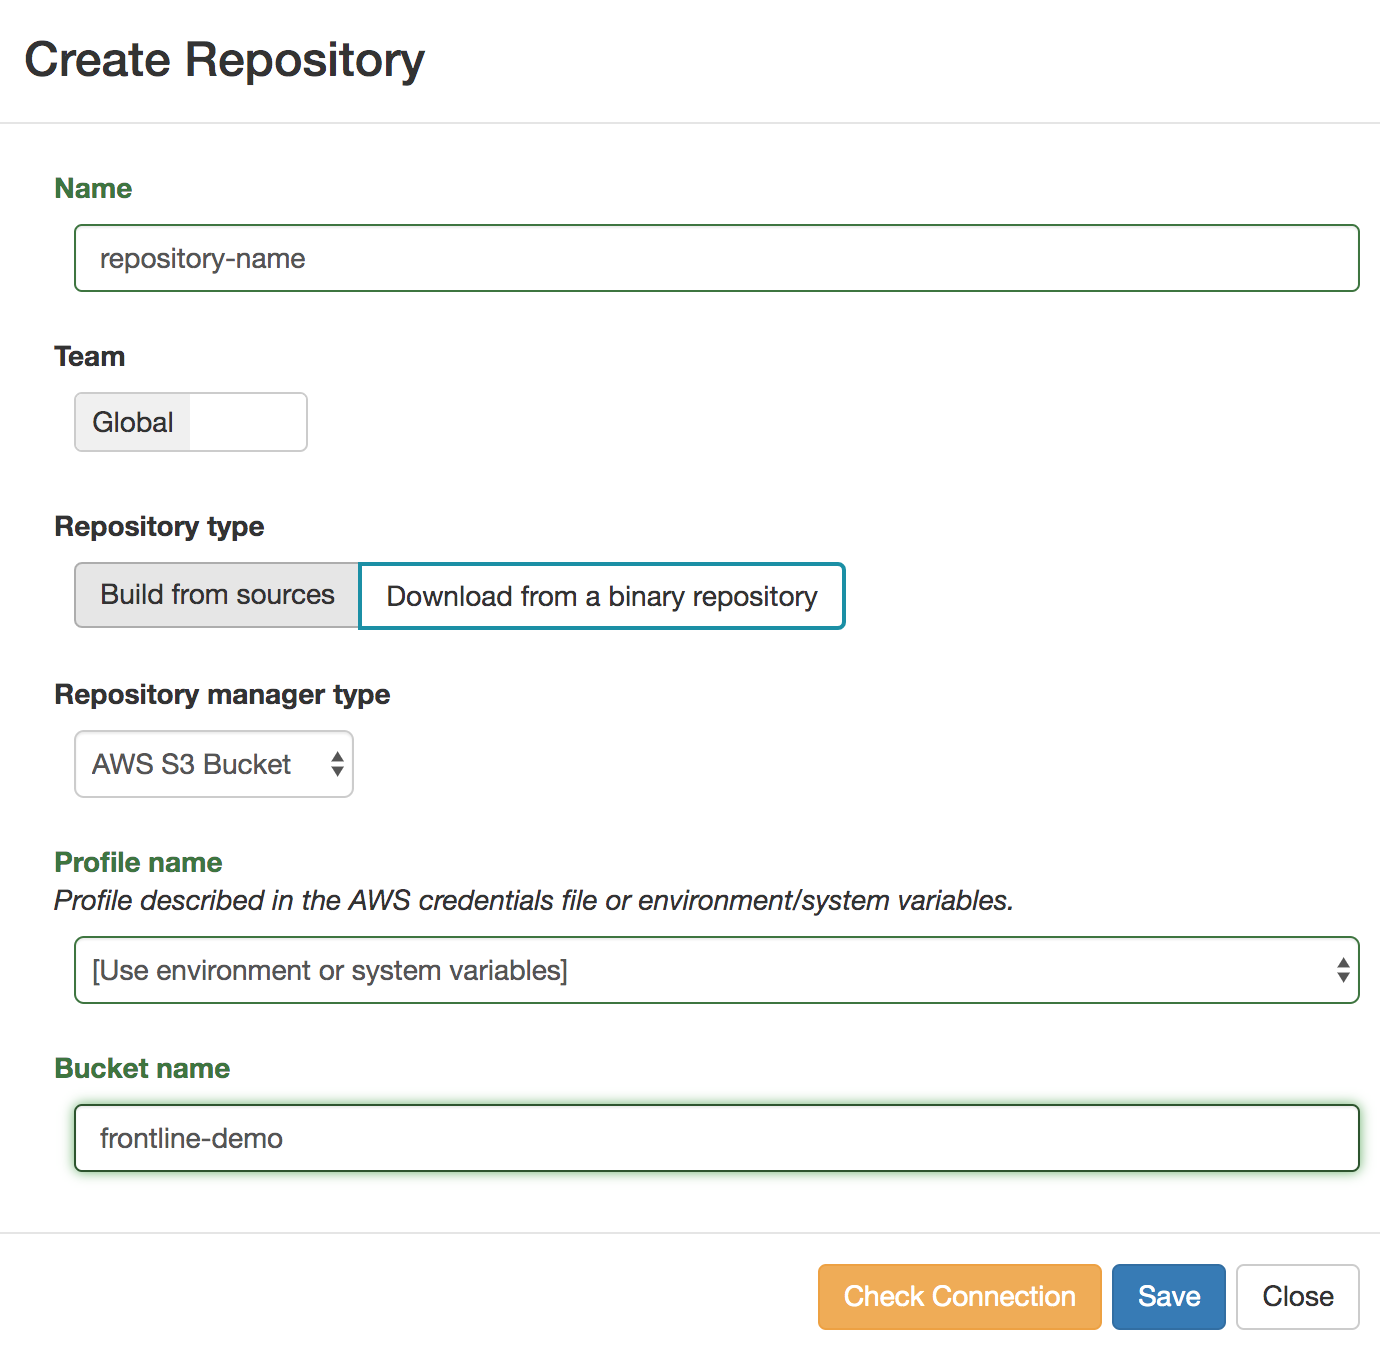 Create Repository
Name
repository-name
Team
Global
Repository type
Build from sources
Download from a binary repository
Repository manager type
AWS S3 Bucket
Profile name
Profile described in the AWS credentials file or environment/system variables.
[Use environment or system variables]
Bucket name
frontline-demo
Check Connection
Save
Close